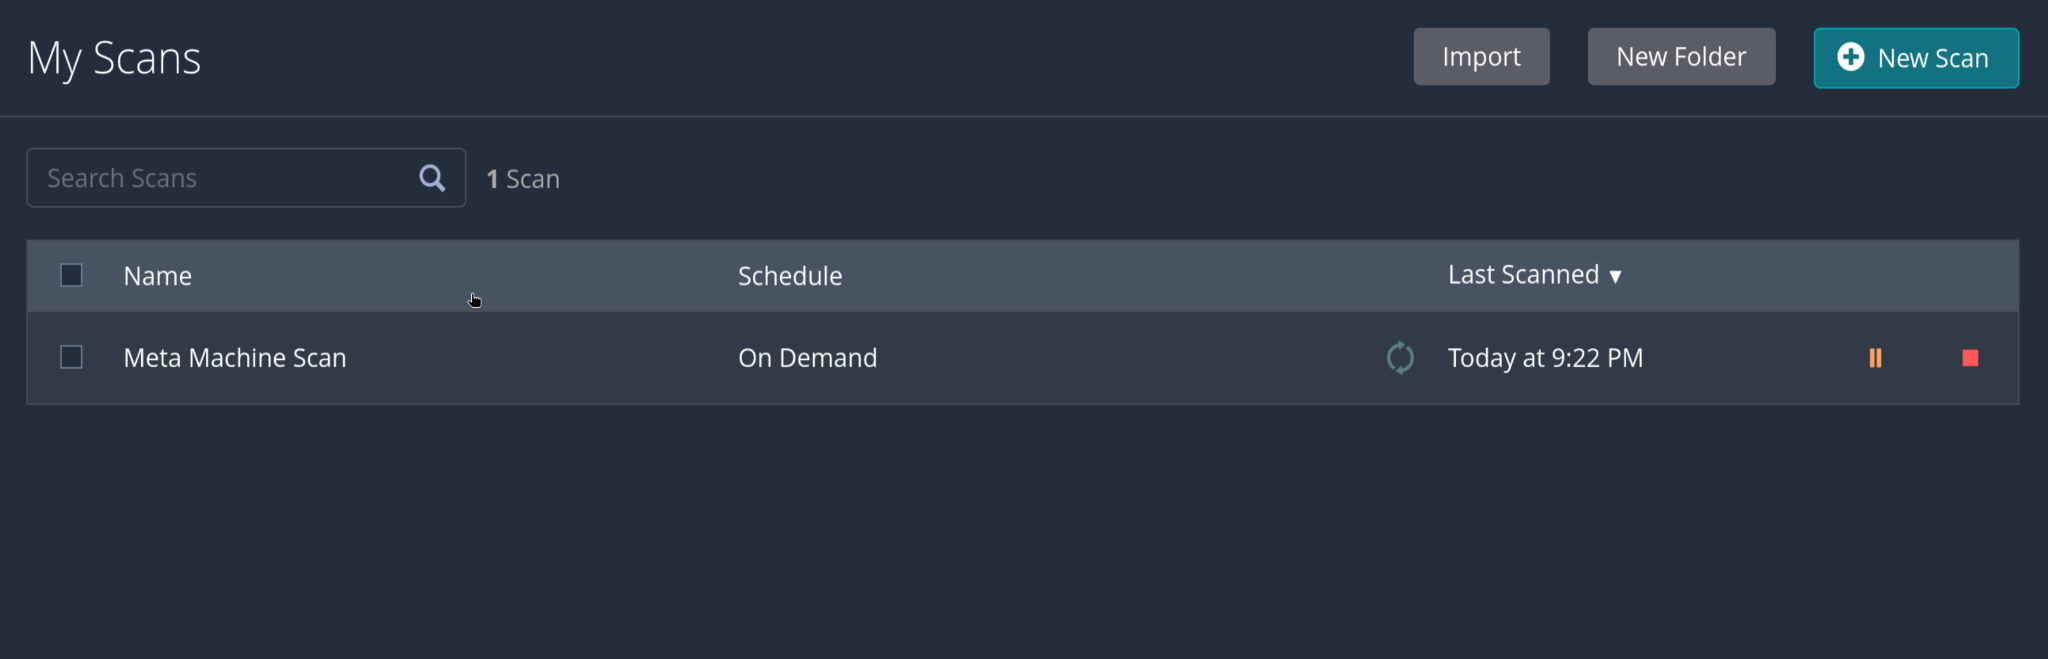 My Scans
Import
New Folder
New Scan
Search Scans
1 Scan
Name Schedule Last Scanned ▼
Meta Machine Scan On Demand Today at 9:22 PM